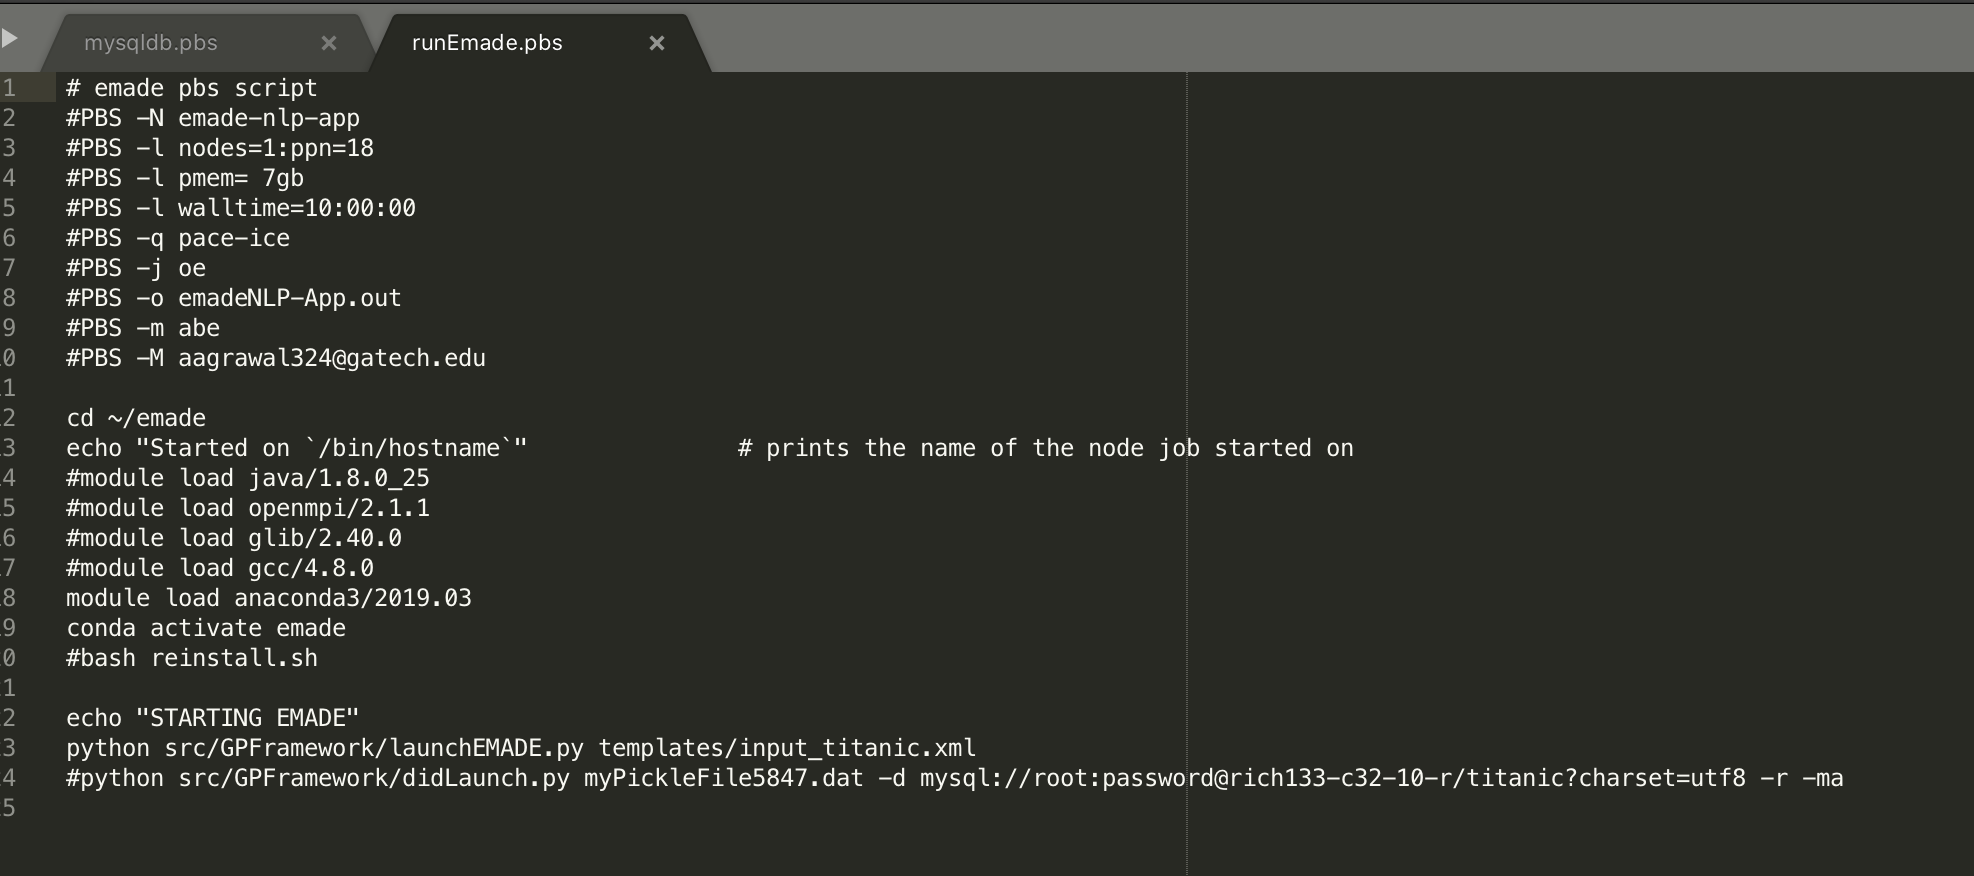 mysqldb.pbs × runEmade.pbs ×
1 # emade pbs script
2 #PBS -N emade-nlp-app
3 #PBS -l nodes=1:ppn=18
4 #PBS -l pmem= 7gb
5 #PBS -l walltime=10:00:00
6 #PBS -q pace-ice
7 #PBS -j oe
8 #PBS -o emadeNLP-App.out
9 #PBS -m abe
0 #PBS -M aagrawal324@gatech.edu
1
2 cd ~/emade
3 echo "Started on `/bin/hostname`" # prints the name of the node job started on
4 #module load java/1.8.0_25
5 #module load openmpi/2.1.1
6 #module load glib/2.40.0
7 #module load gcc/4.8.0
8 module load anaconda3/2019.03
9 conda activate emade
0 #bash reinstall.sh
1
2 echo "STARTING EMADE"
3 python src/GPFramework/launchEMADE.py templates/input_titanic.xml
4 #python src/GPFramework/didLaunch.py myPickleFile5847.dat -d mysql://root:password@rich133-c32-10-r/titanic?charset=utf8 -r -ma
5